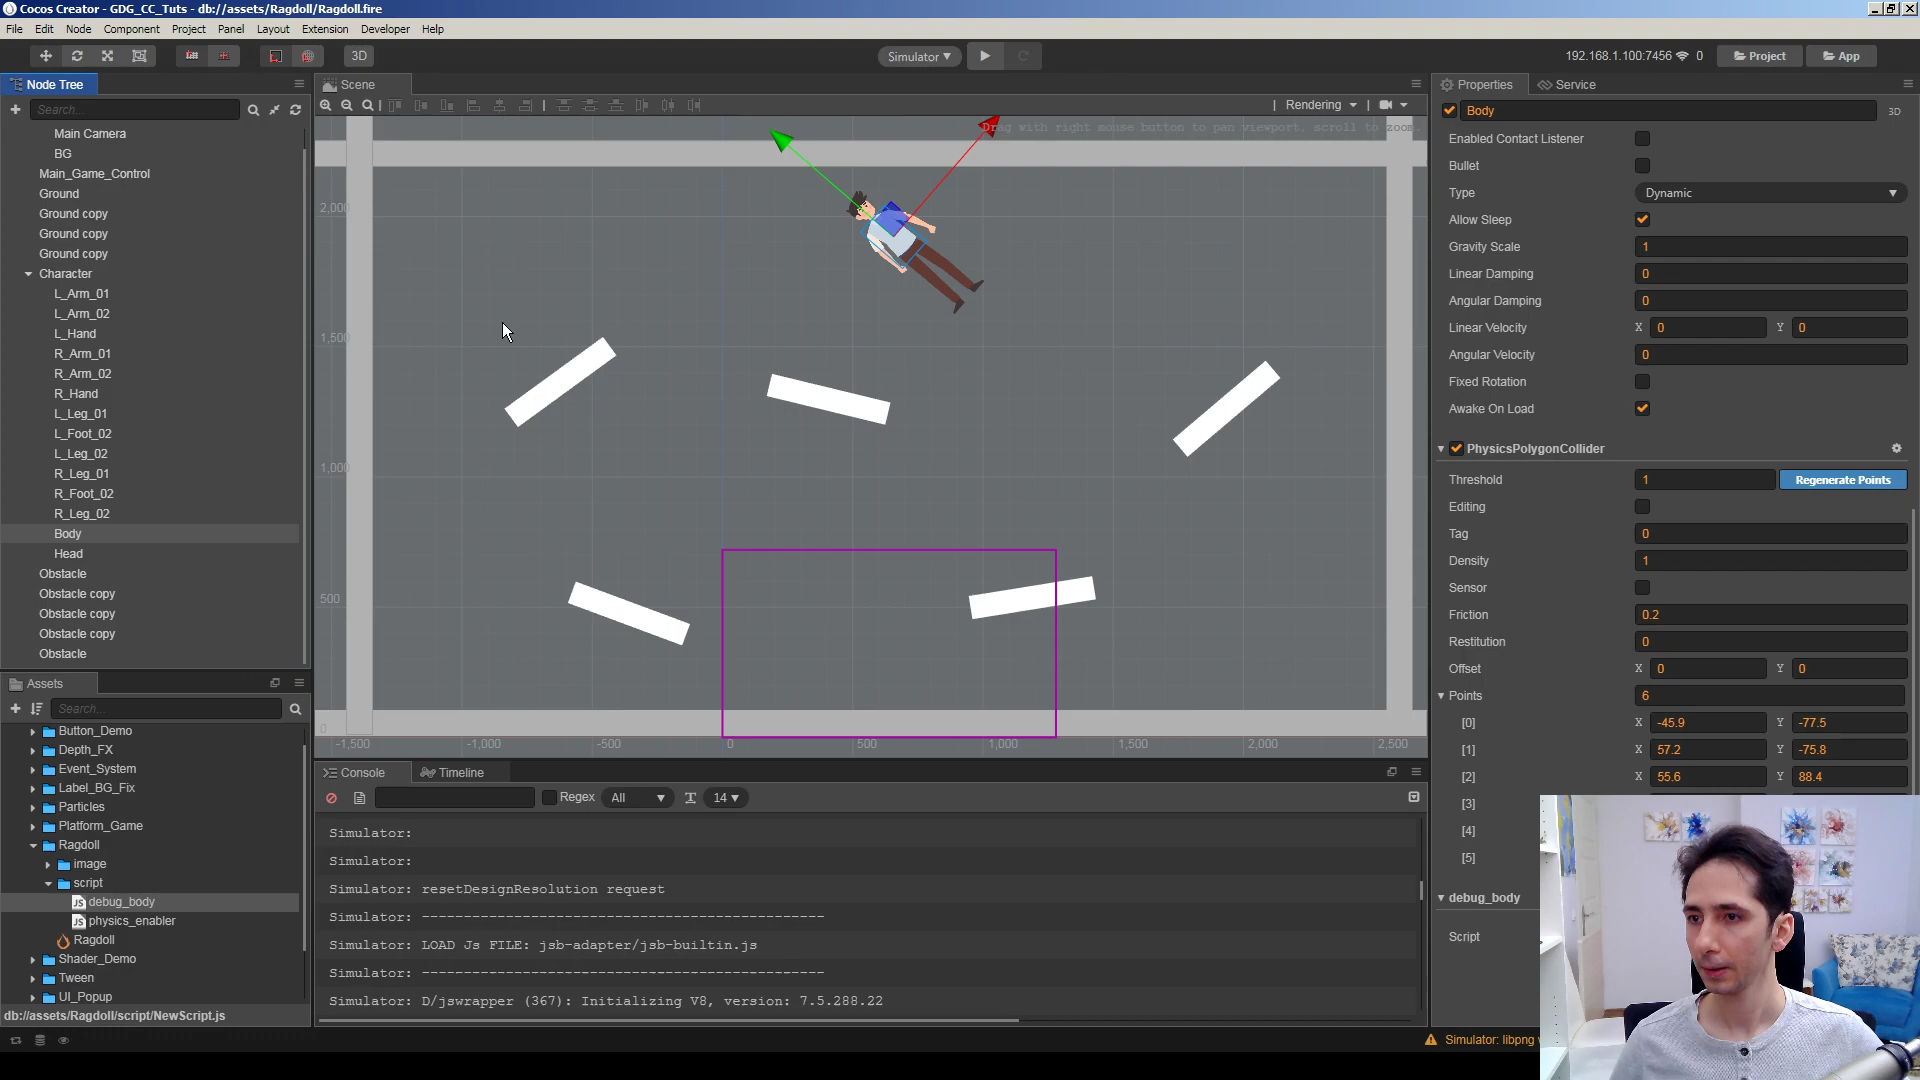 Cocos Creator - GDG_CC_Tuts - db://assets/Ragdoll/Ragdoll.fire
File Edit Node Component Project Panel Layout Extension Developer Help
3D
Simulator
192.168.1.100:7456 0
Project
App
Node Tree
Search...
Main Camera
BG
Main_Game_Control
Ground
Ground copy
Ground copy
Ground copy
Character
L_Arm_01
L_Arm_02
L_Hand
R_Arm_01
R_Arm_02
R_Hand
L_Leg_01
L_Foot_02
L_Leg_02
R_Leg_01
R_Foot_02
R_Leg_02
Body
Head
Obstacle
Obstacle copy
Obstacle copy
Obstacle copy
Obstacle
Assets
Search...
Button_Demo
Depth_FX
Event_System
Label_BG_Fix
Particles
Platform_Game
Ragdoll
image
script
debug_body
physics_enabler
Ragdoll
Shader_Demo
Tween
UI_Popup
db://assets/Ragdoll/script/NewScript.js
Scene
Rendering
Drag with right mouse button to pan viewport, scroll to zoom.
2,000
1,500
1,000
500
0
-1,500 -1,000 -500 0 500 1,000 1,500 2,000 2,500
Console
Timeline
Regex
All
14
Simulator:
Simulator:
Simulator: resetDesignResolution request
Simulator: --------------------------------------------------
Simulator: LOAD Js FILE: jsb-adapter/jsb-builtin.js
Simulator: --------------------------------------------------
Simulator: D/jswrapper (367): Initializing V8, version: 7.5.288.22
Properties
Service
Body
3D
Enabled Contact Listener
Bullet
Type Dynamic
Allow Sleep
Gravity Scale 1
Linear Damping 0
Angular Damping 0
Linear Velocity X 0 Y 0
Angular Velocity 0
Fixed Rotation
Awake On Load
PhysicsPolygonCollider
Threshold 1 Regenerate Points
Editing
Tag 0
Density 1
Sensor
Friction 0.2
Restitution 0
Offset X 0 Y 0
Points 6
[0] X -45.9 Y -77.5
[1] X 57.2 Y -75.8
[2] X 55.6 Y 88.4
[3]
[4]
[5]
debug_body
Script
Simulator: libpng